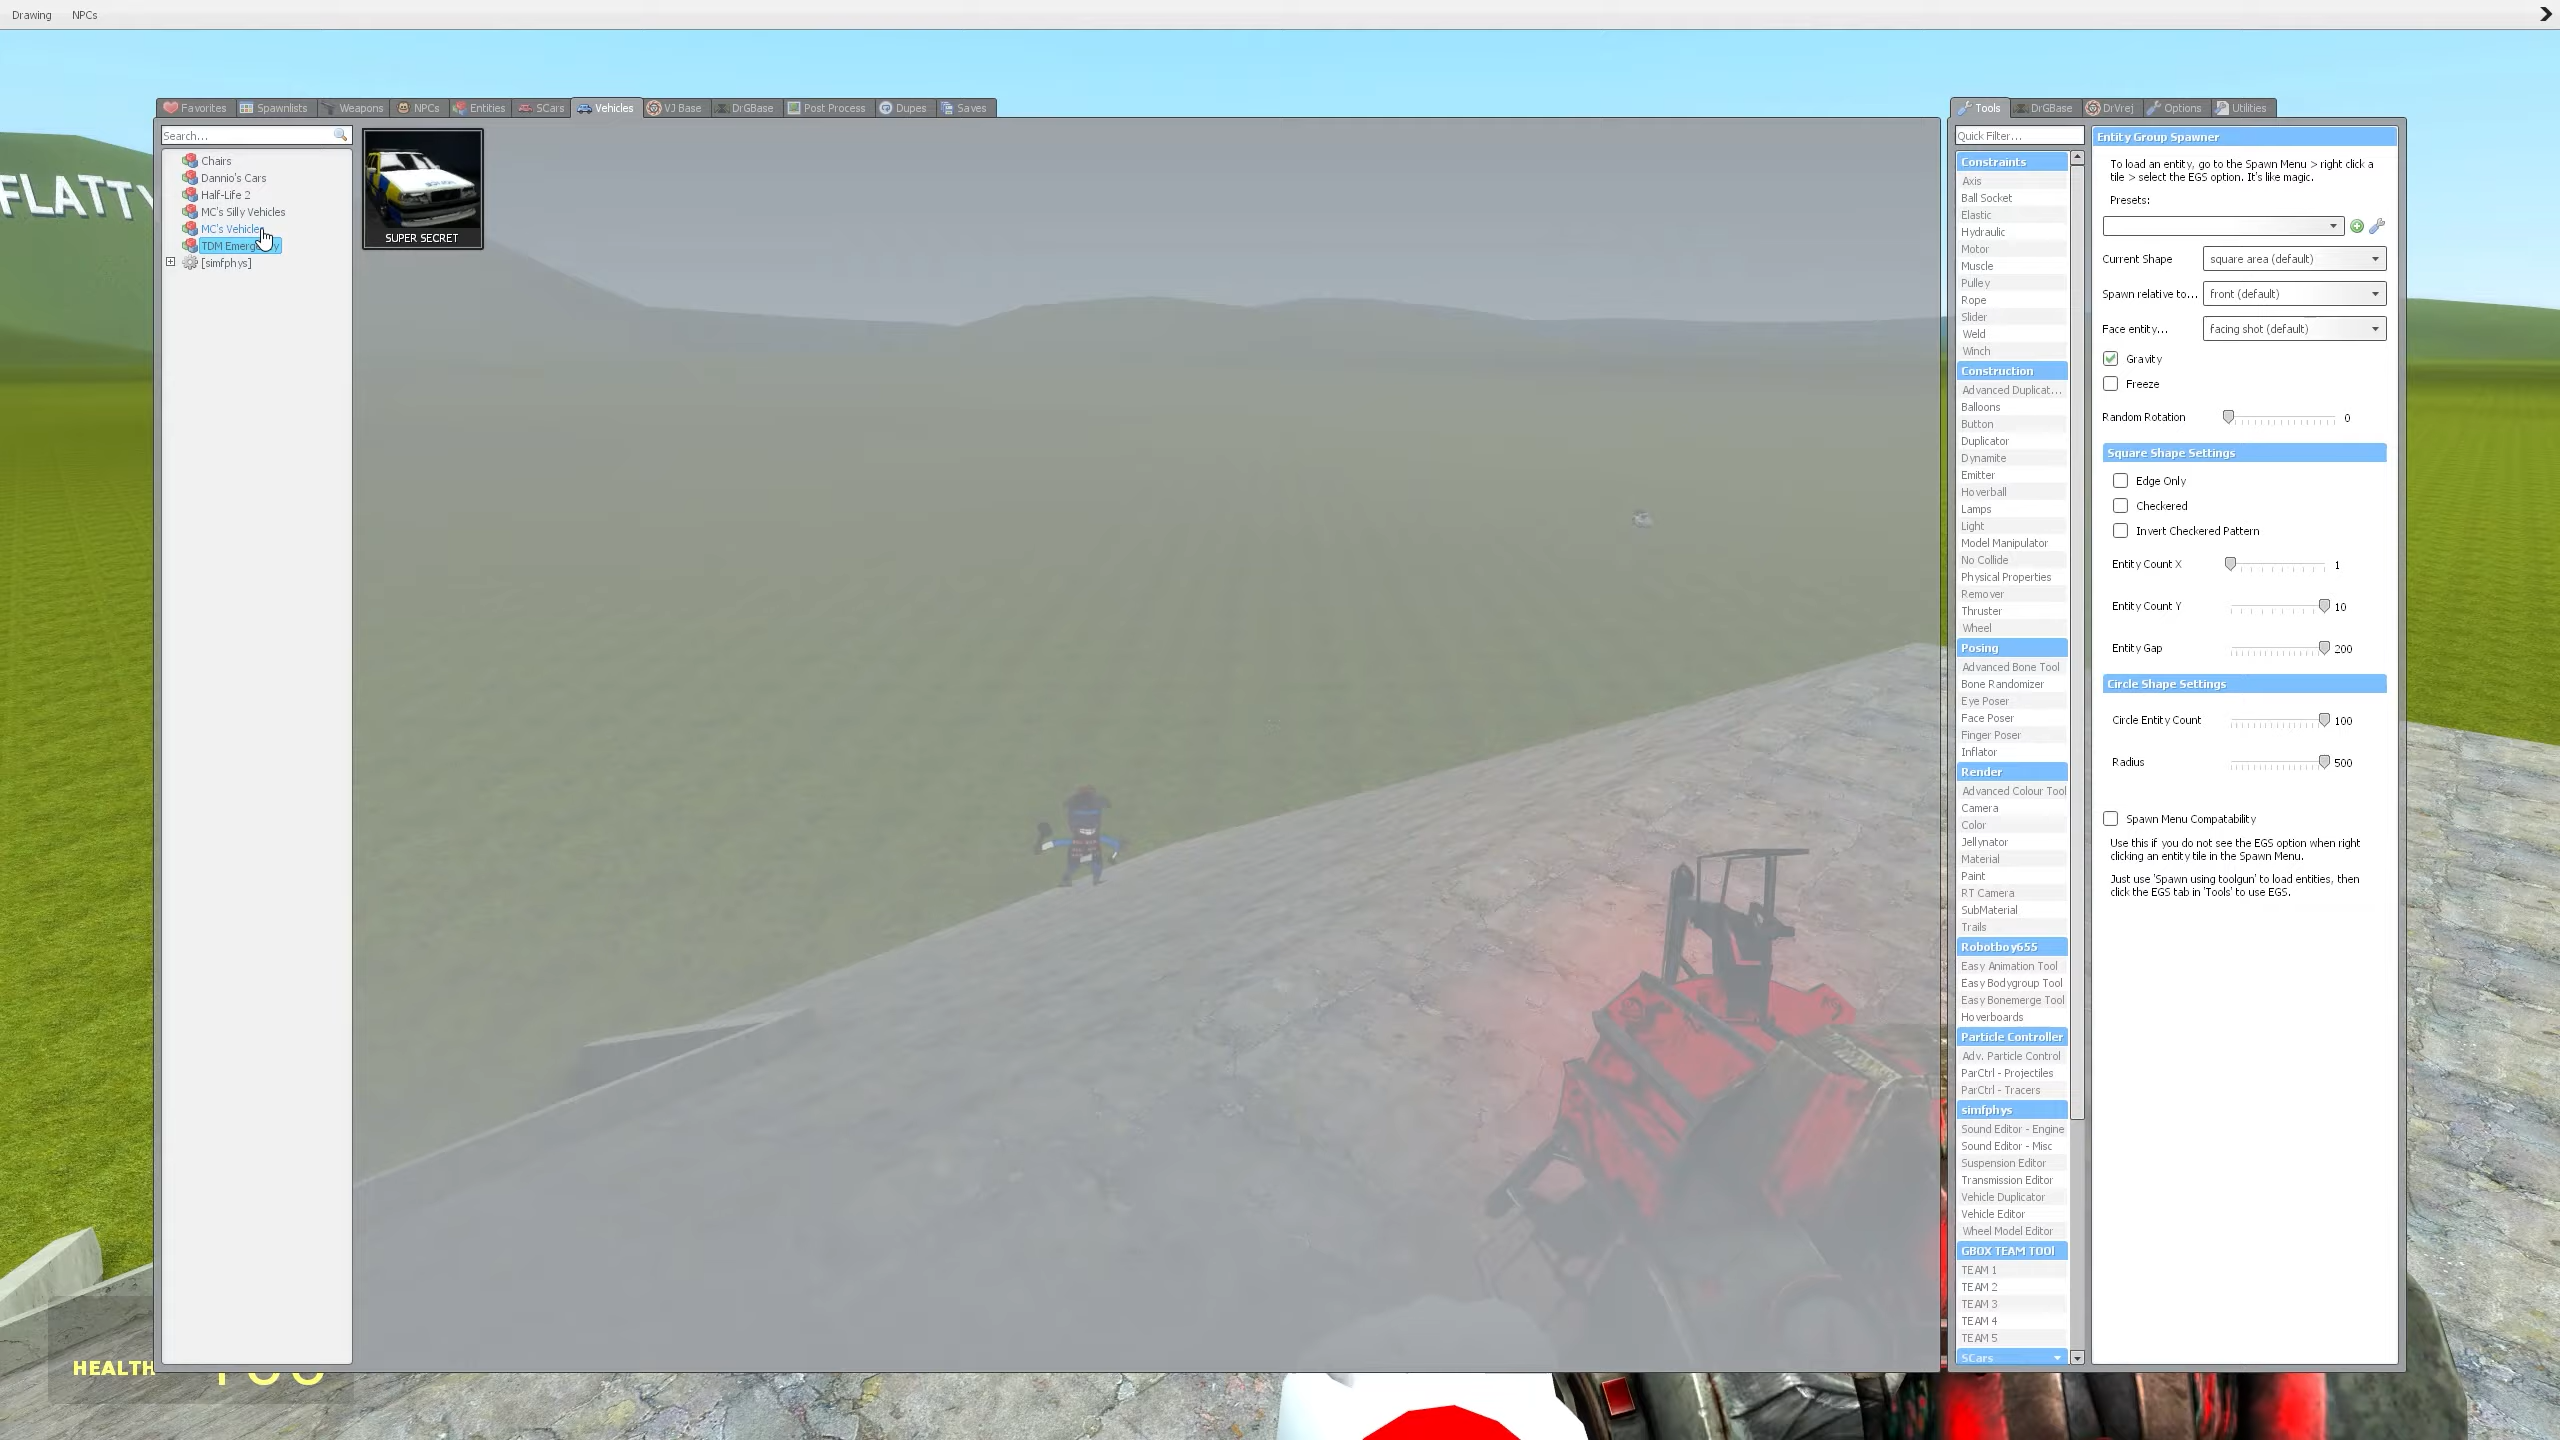 Drawing NPCs
FLATTY
Favorites Spawnlists Weapons NPCs Entities SCars Vehicles VJ Base DrGBase Post Process Dupes Saves
Search...
Chairs
Dannio's Cars
Half-Life 2
MC's Silly Vehicles
MC's Vehicles
TDM Emergency
[simfphys]
SUPER SECRET
HEALTH
100
Tools DrGBase DrVrej Options Utilities
Quick Filter...
Constraints
Axis
Ball Socket
Elastic
Hydraulic
Motor
Muscle
Pulley
Rope
Slider
Weld
Winch
Construction
Advanced Duplicat...
Balloons
Button
Duplicator
Dynamite
Emitter
Hoverball
Lamps
Light
Model Manipulator
No Collide
Physical Properties
Remover
Thruster
Wheel
Posing
Advanced Bone Tool
Bone Randomizer
Eye Poser
Face Poser
Finger Poser
Inflator
Render
Advanced Colour Tool
Camera
Color
Jellynator
Material
Paint
RT Camera
SubMaterial
Trails
Robotboy655
Easy Animation Tool
Easy Bodygroup Tool
Easy Bonemerge Tool
Hoverboards
Particle Controller
Adv. Particle Control
ParCtrl - Projectiles
ParCtrl - Tracers
simfphys
Sound Editor - Engine
Sound Editor - Misc
Suspension Editor
Transmission Editor
Vehicle Duplicator
Vehicle Editor
Wheel Model Editor
GBOX TEAM TOOl
TEAM 1
TEAM 2
TEAM 3
TEAM 4
TEAM 5
SCars
Entity Group Spawner
To load an entity, go to the Spawn Menu > right click a
tile > select the EGS option. It's like magic.
Presets:
Current Shape square area (default)
Spawn relative to... front (default)
Face entity... facing shot (default)
Gravity
Freeze
Random Rotation 0
Square Shape Settings
Edge Only
Checkered
Invert Checkered Pattern
Entity Count X 1
Entity Count Y 10
Entity Gap 200
Circle Shape Settings
Circle Entity Count 100
Radius 500
Spawn Menu Compatability
Use this if you do not see the EGS option when right
clicking an entity tile in the Spawn Menu.
Just use 'Spawn using toolgun' to load entities, then
click the EGS tab in 'Tools' to use EGS.